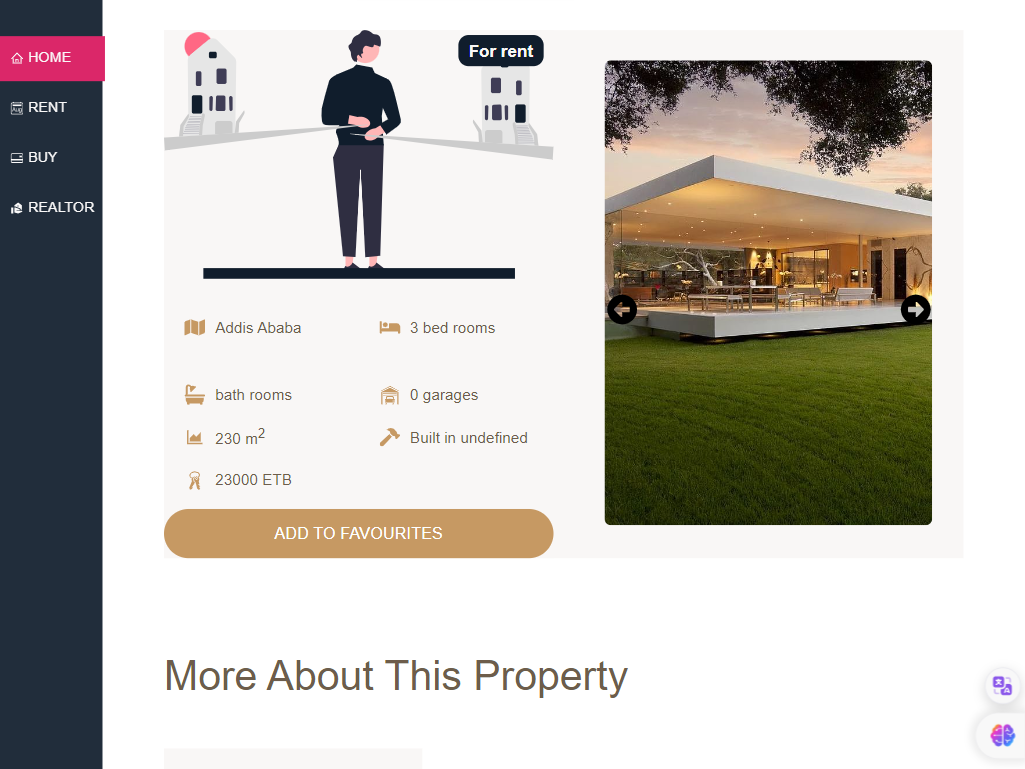 HOME
RENT
BUY
REALTOR
For rent
Addis Ababa
3 bed rooms
bath rooms
0 garages
230 m2
Built in undefined
23000 ETB
ADD TO FAVOURITES
More About This Property